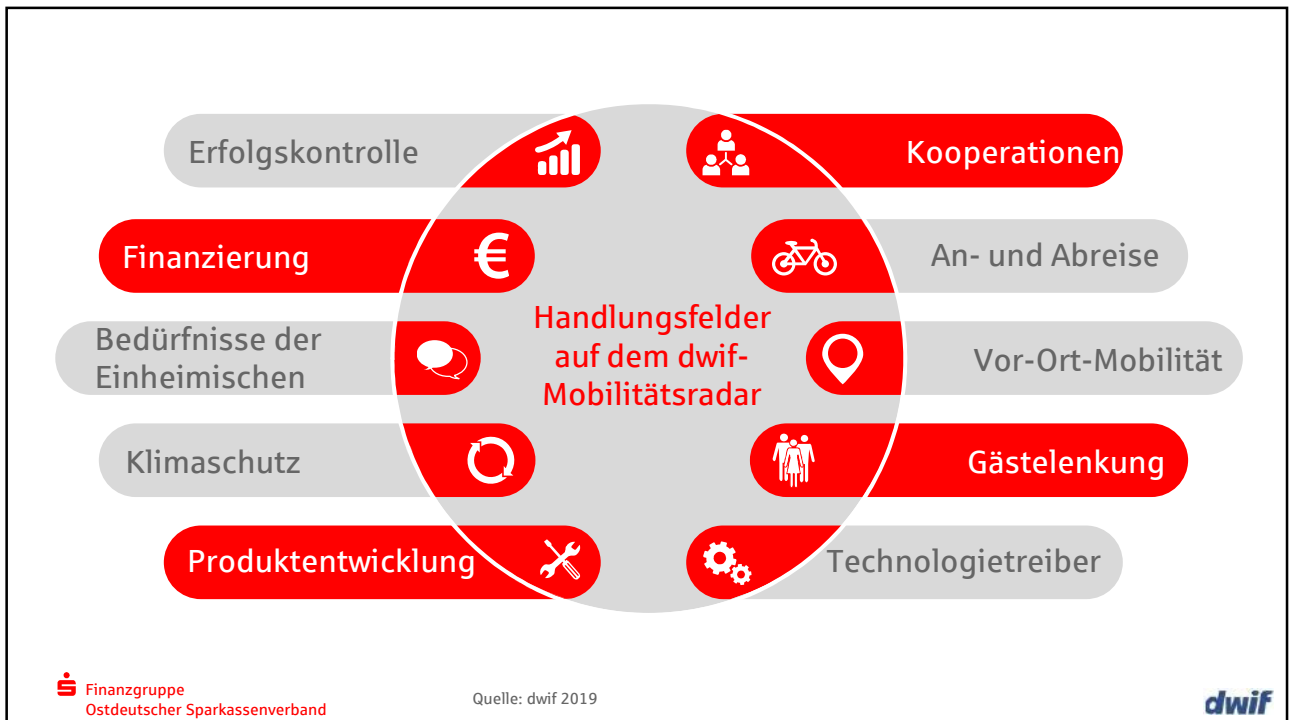 Erfolgskontrolle
Kooperationen
Finanzierung
€
An- und Abreise
Handlungsfelder
auf dem dwif-
Mobilitätsradar
Bedürfnisse der
Einheimischen
Vor-Ort-Mobilität
Klimaschutz
Gästelenkung
Produktentwicklung
Technologietreiber
Finanzgruppe
Ostdeutscher Sparkassenverband
Quelle: dwif 2019
dwif